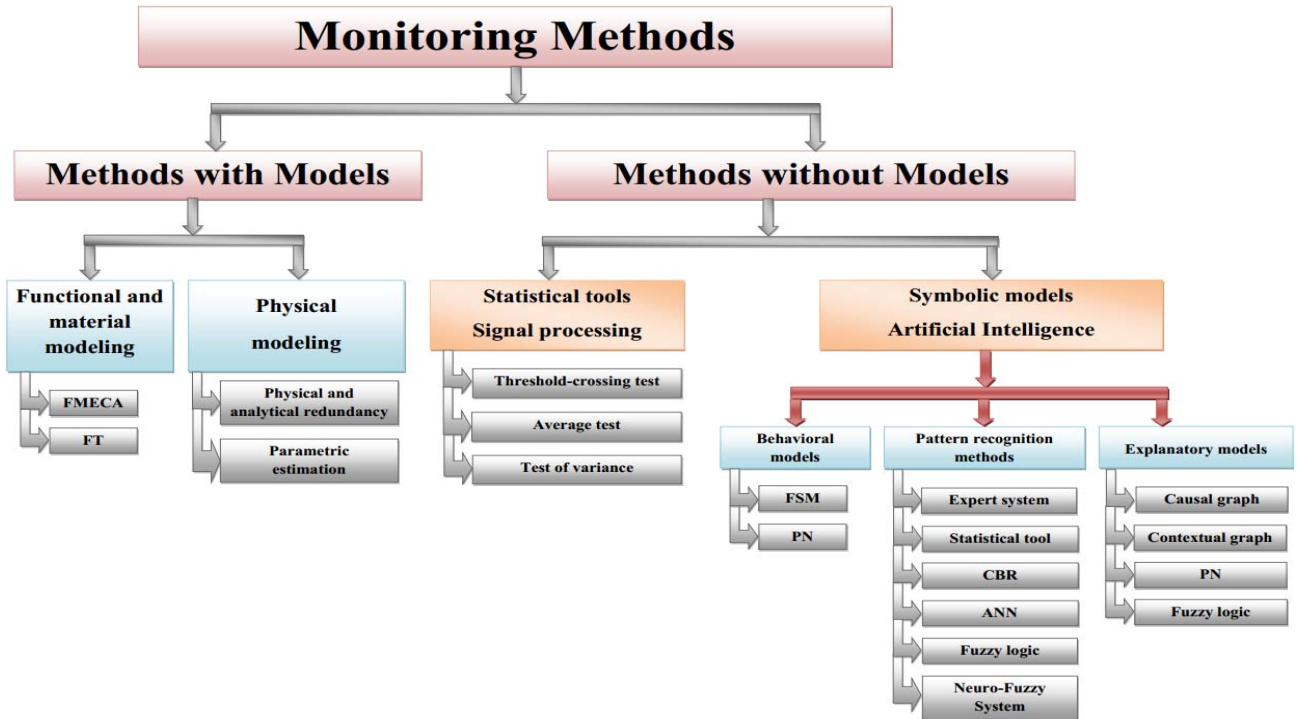 Monitoring Methods
Methods with Models
Methods without Models
Functional and
material
modeling
Physical
modeling
Statistical tools
Signal processing
Symbolic models
Artificial Intelligence
FMECA
FT
Physical and
analytical redundancy
Parametric
estimation
Threshold-crossing test
Average test
Test of variance
Behavioral
models
FSM
PN
Pattern recognition
methods
Expert system
Statistical tool
CBR
ANN
Fuzzy logic
Neuro-Fuzzy
System
Explanatory models
Causal graph
Contextual graph
PN
Fuzzy logic